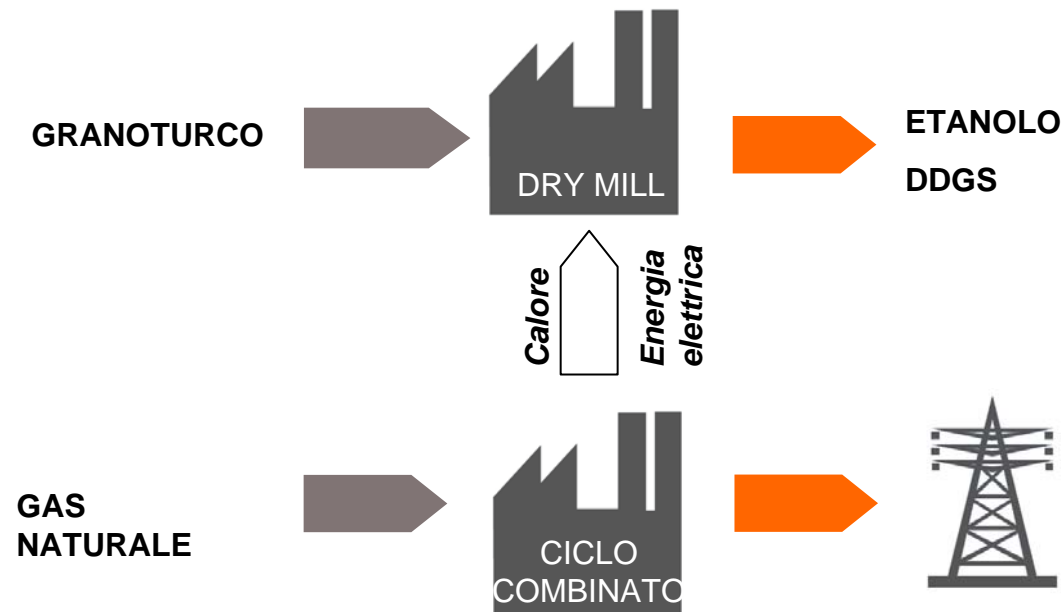 GRANOTURCO
DRY MILL
ETANOLO
DDGS
Calore
Energia
elettrica
GAS
NATURALE
CICLO
COMBINATO